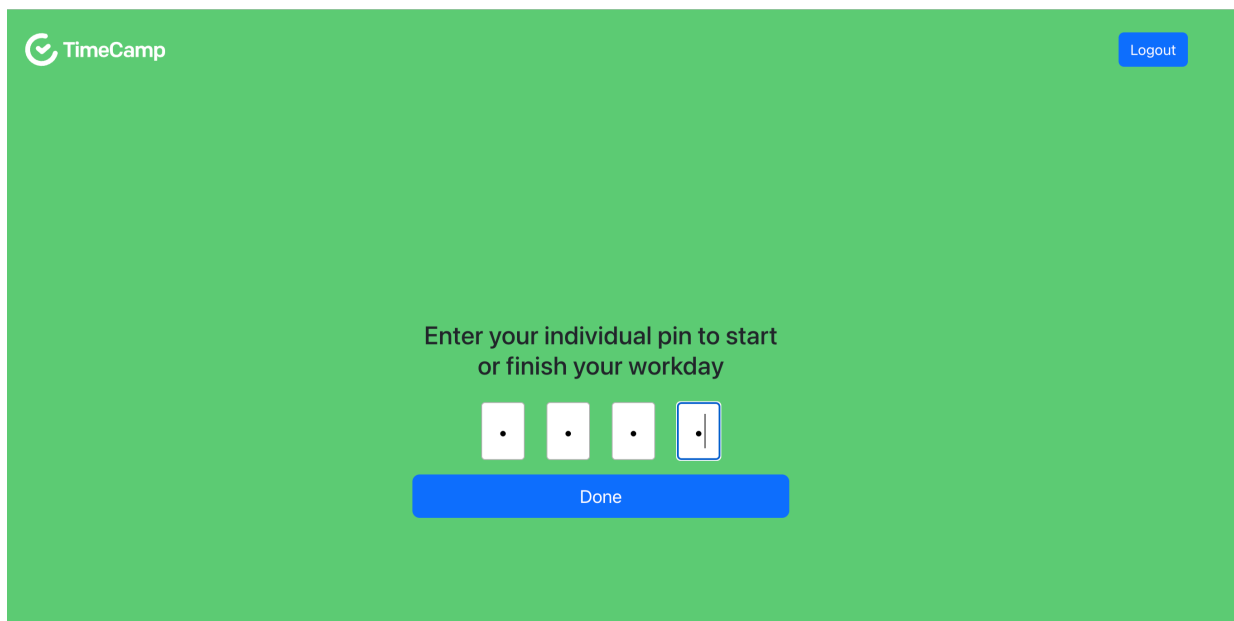 TimeCamp
Logout
Enter your individual pin to start
or finish your workday
• • • •
Done